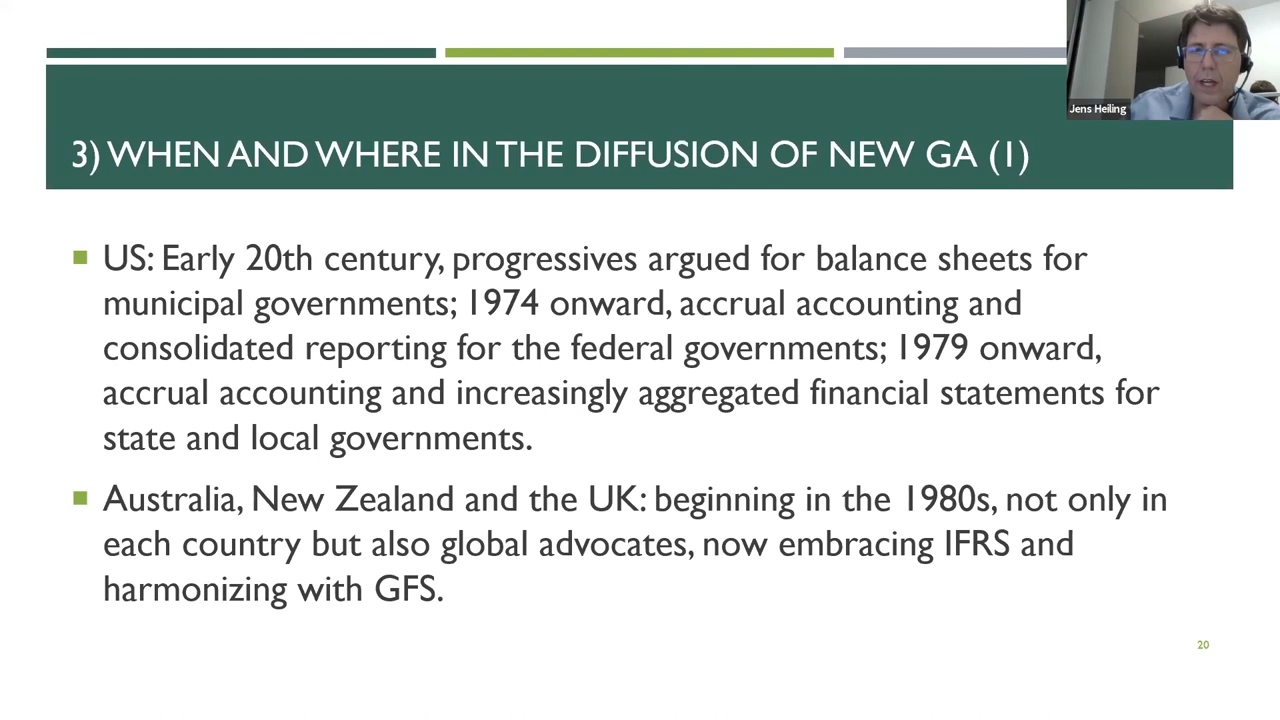 Jens Heiling
3) WHEN AND WHERE IN THE DIFFUSION OF NEW GA (1)
US: Early 20th century, progressives argued for balance sheets for
municipal governments; 1974 onward, accrual accounting and
consolidated reporting for the federal governments; 1979 onward,
accrual accounting and increasingly aggregated financial statements for
state and local governments.
Australia, New Zealand and the UK: beginning in the 1980s, not only in
each country but also global advocates, now embracing IFRS and
harmonizing with GFS.
20